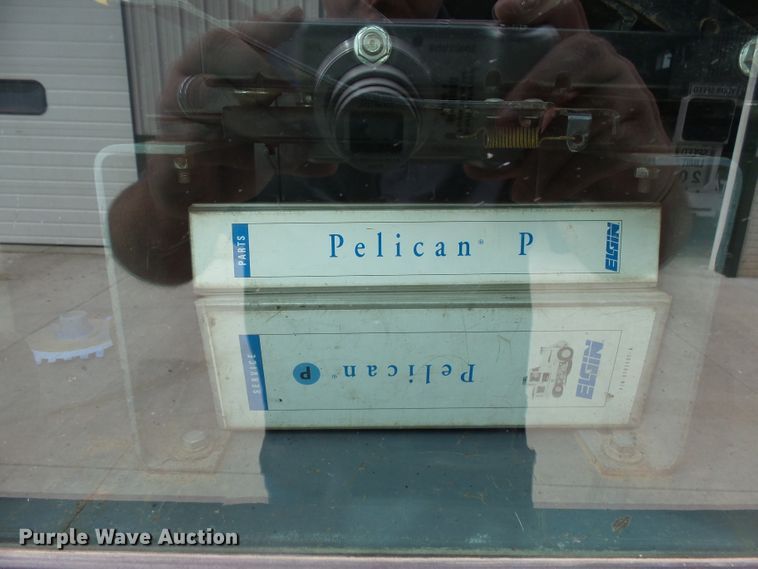 PARTS
Pelican® P
ELGIN
SERVICE
Pelican® P
ELGIN
Purple Wave Auction